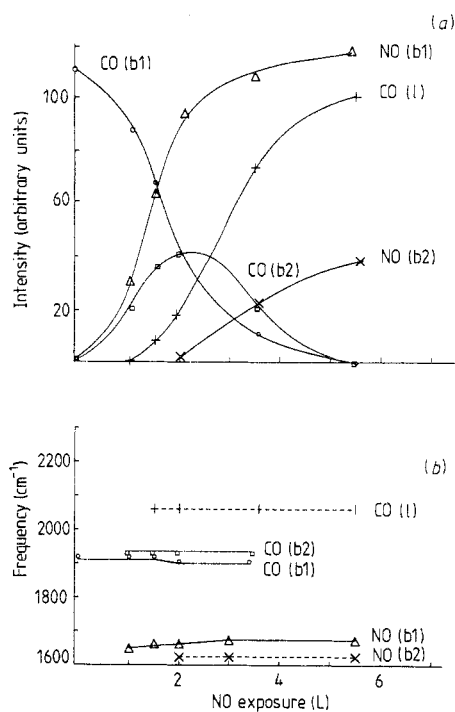 (a)
NO (b1)
CO (b1)
CO (l)
100
60
20
Intensity (arbitrary units)
CO (b2)
NO (b2)
(b)
2200
2000
1800
1600
Frequency (cm⁻¹)
CO (l)
CO (b2)
CO (b1)
NO (b1)
NO (b2)
2
4
6
NO exposure (L)